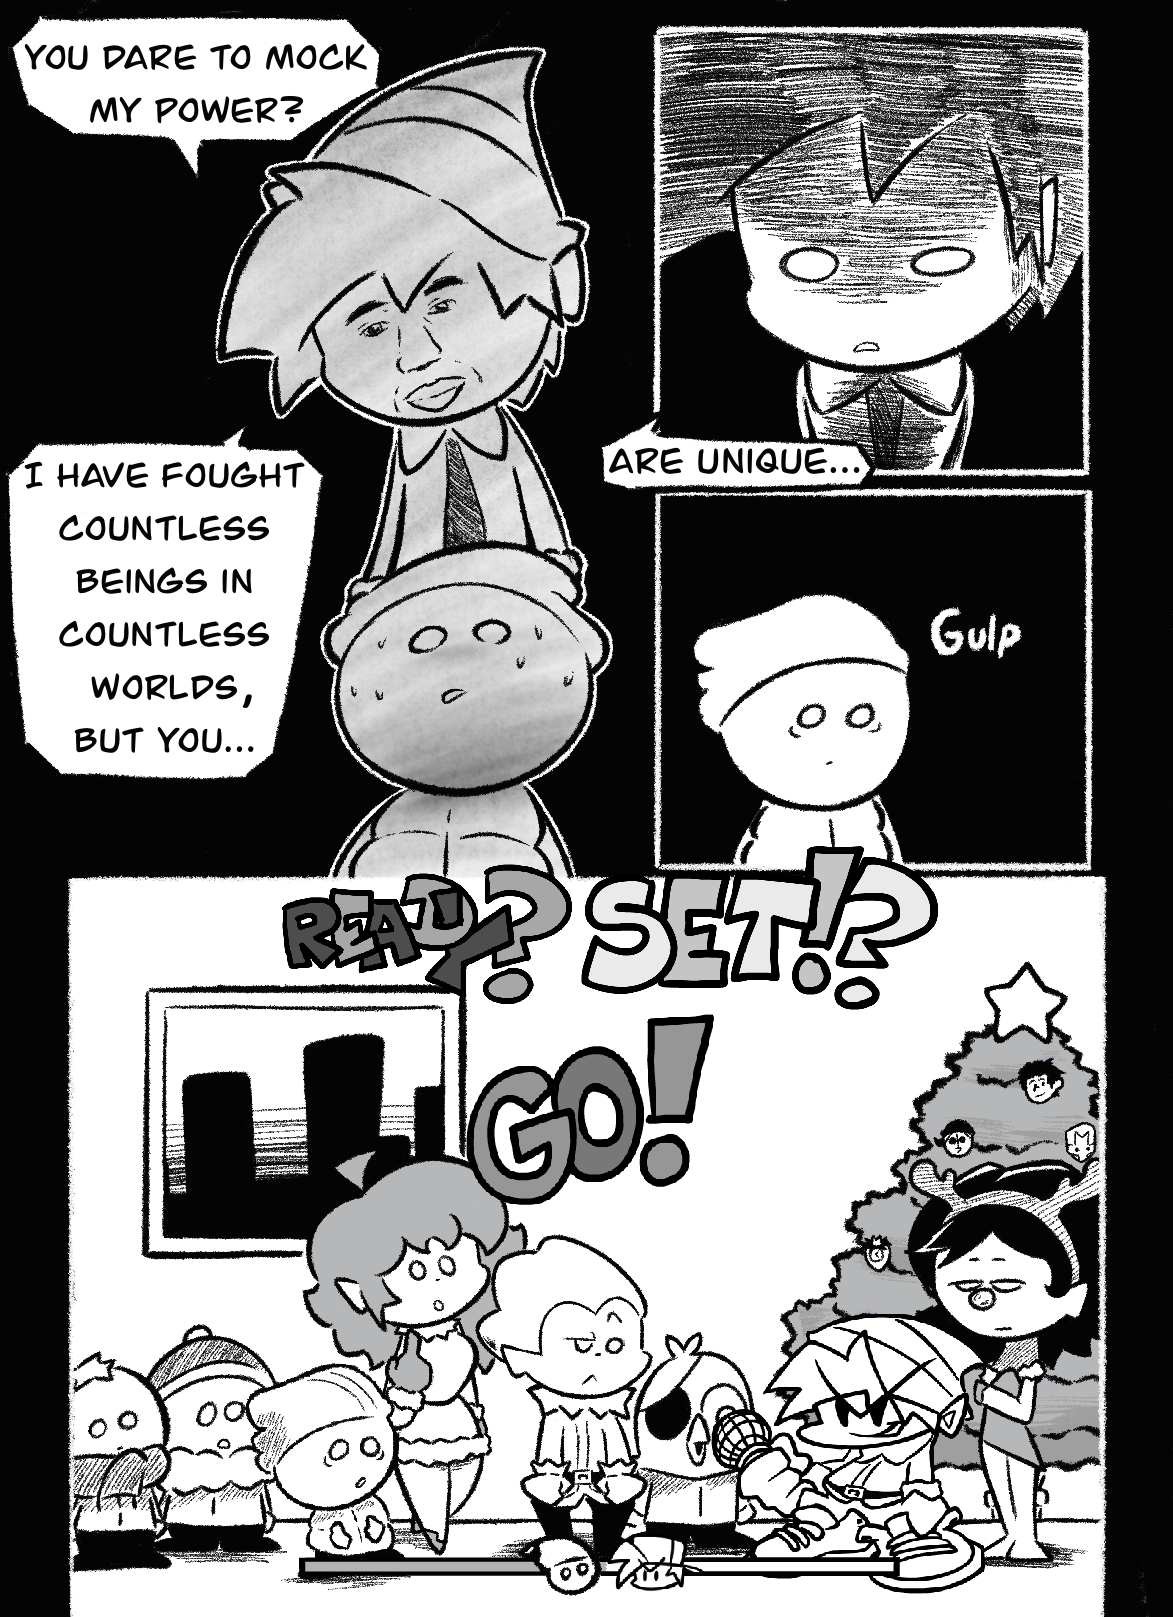 YOU DARE TO MOCK
MY POWER?
I HAVE FOUGHT
COUNTLESS
BEINGS IN
COUNTLESS
WORLDS,
BUT YOU...
ARE UNIQUE...
Gulp
READY? SET!?
GO!